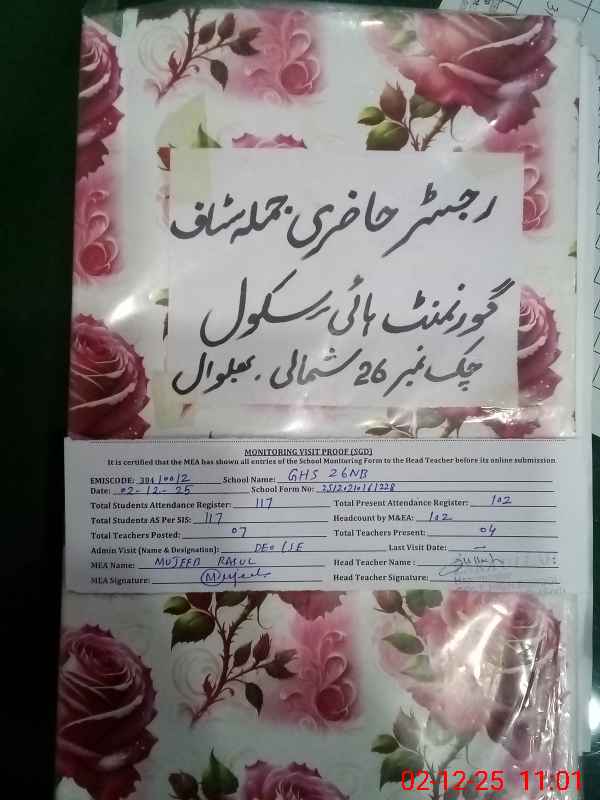 رجسٹر حاضری جملہ سٹاف
گورنمنٹ ہائی سکول
چک نمبر 26 شمالی . بھلوال
MONITORING VISIT PROOF (SGD)
It is certified that the MEA has shown all entries of the School Monitoring Form to the Head Teacher before its online submission
EMISCODE: 38410012 School Name: GHS 26NB
Date: 02-12-25 School Form No:
Total Students Attendance Register: 117 Total Present Attendance Register: 102
Total Students AS Per SIS: 117 Headcount by M&EA: 102
Total Teachers Posted: 07 Total Teachers Present: 04
Admin Visit (Name & Designation): DEO (SE Last Visit Date: -
MEA Name: MUJEEB RASUL Head Teacher Name :
MEA Signature: Head Teacher Signature:
02-12-25 11:01